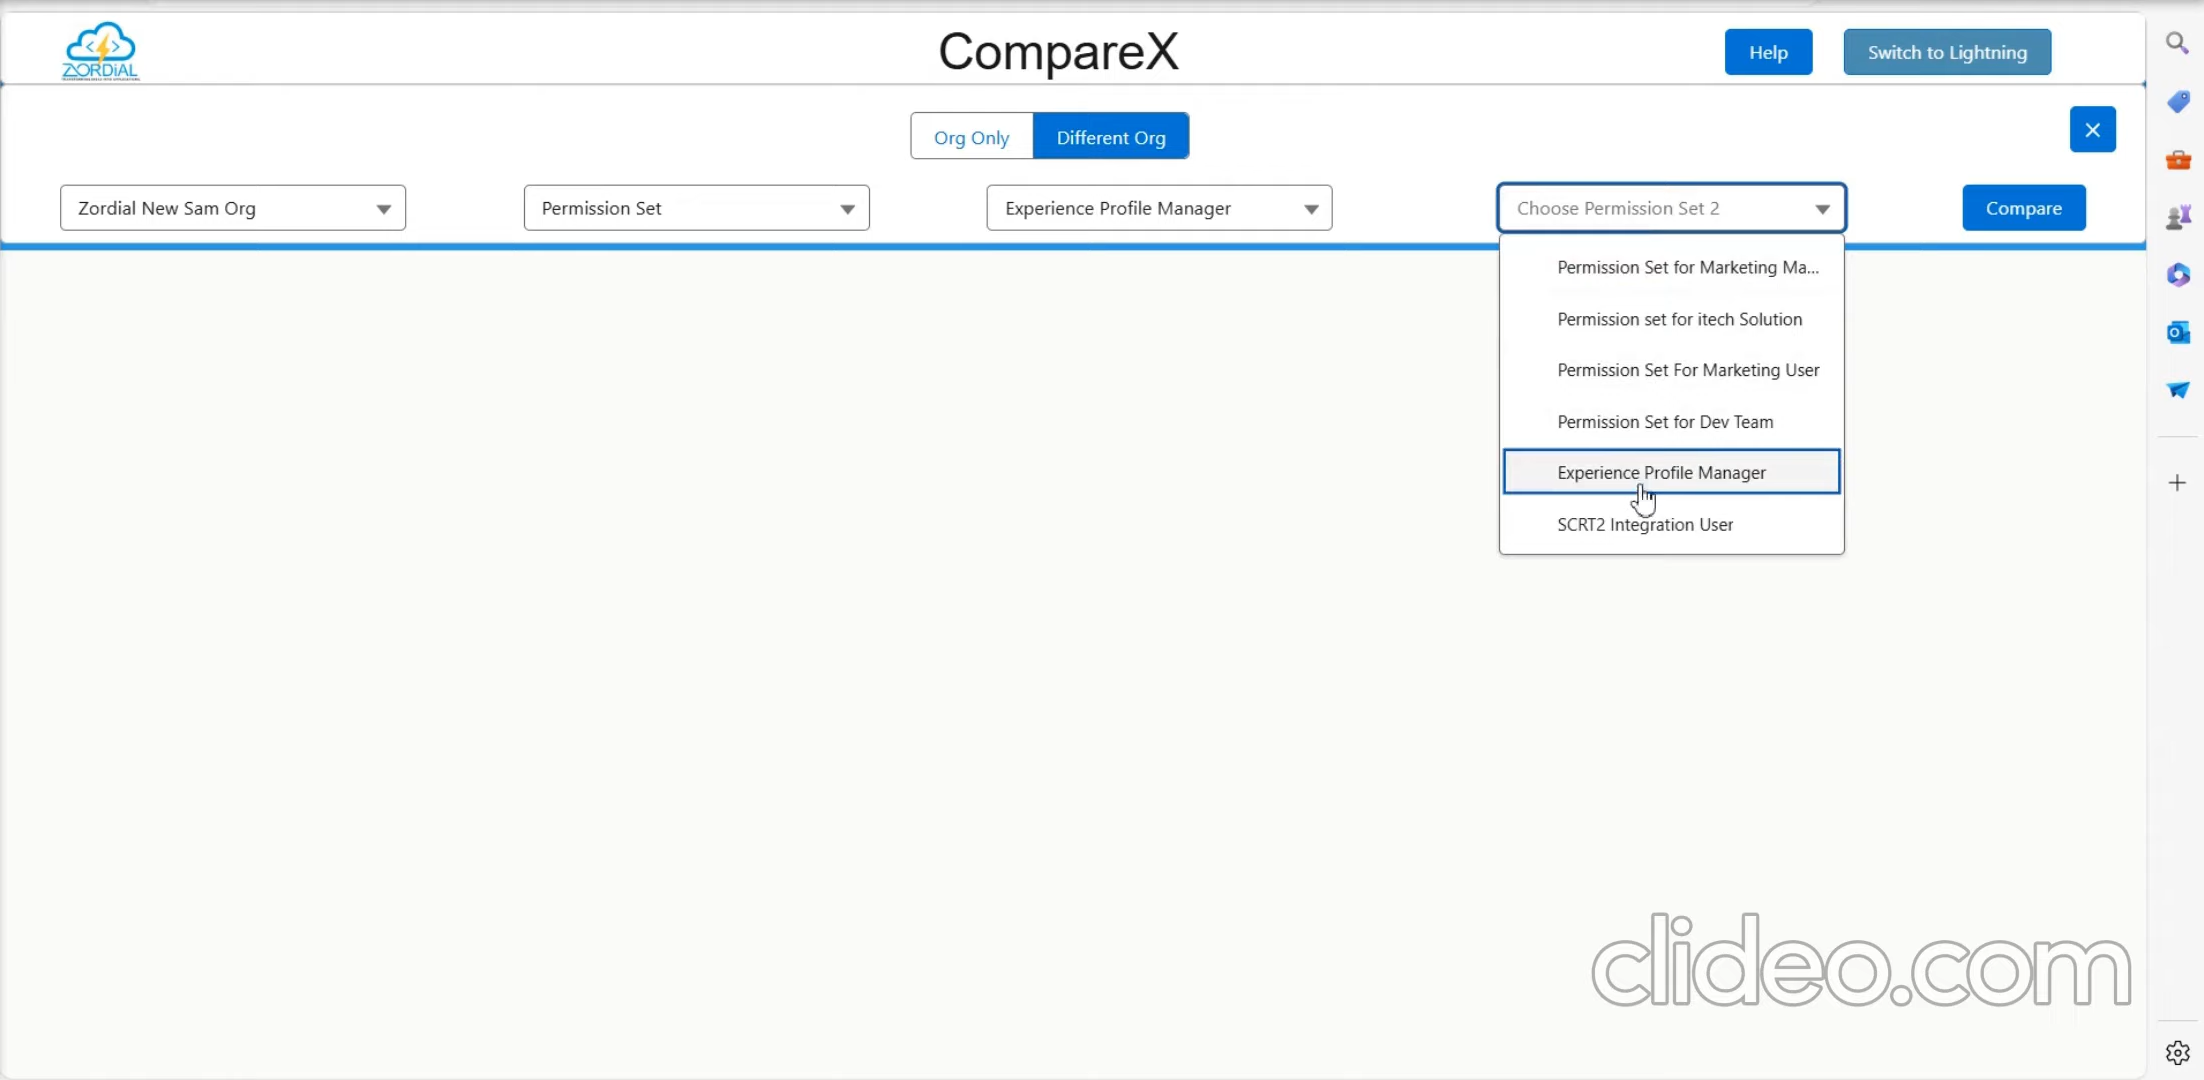 ZORDIAL
CompareX
Help
Switch to Lightning
Org Only
Different Org
Zordial New Sam Org
Permission Set
Experience Profile Manager
Choose Permission Set 2
Compare
Permission Set for Marketing Ma...
Permission set for itech Solution
Permission Set For Marketing User
Permission Set for Dev Team
Experience Profile Manager
SCRT2 Integration User
clideo.com